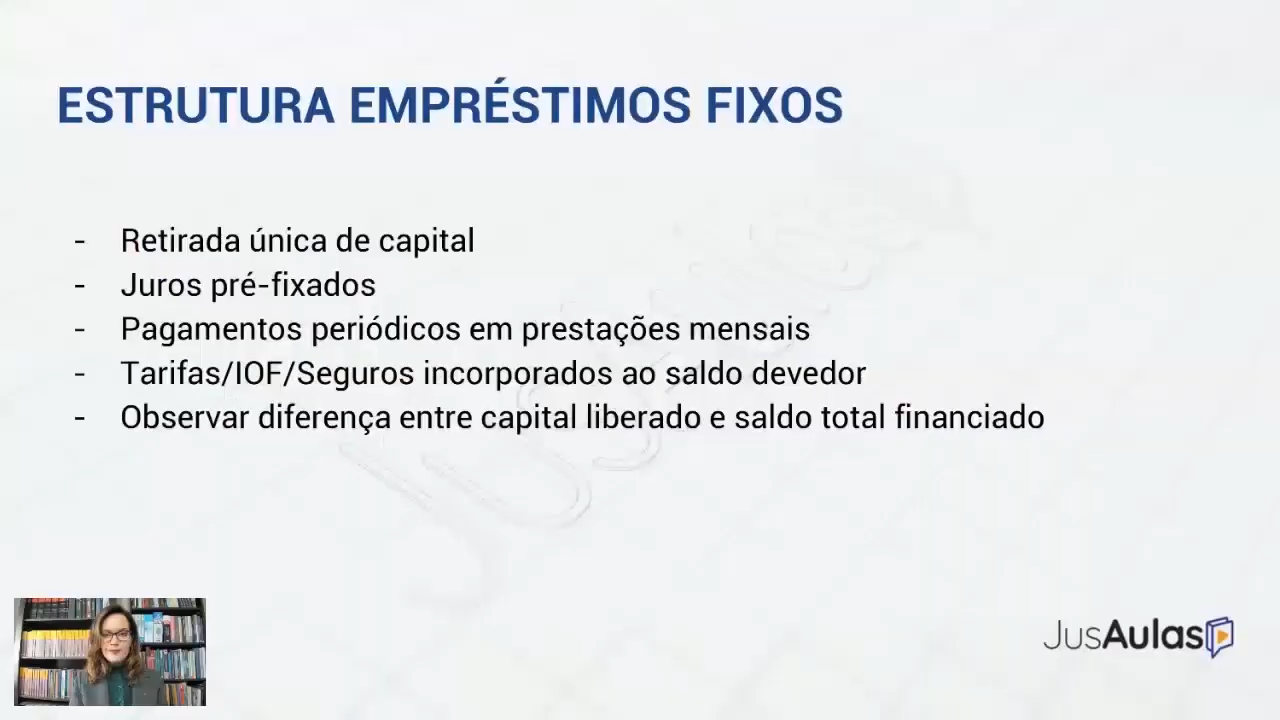 ESTRUTURA EMPRÉSTIMOS FIXOS
- Retirada única de capital
- Juros pré-fixados
- Pagamentos periódicos em prestações mensais
- Tarifas/IOF/Seguros incorporados ao saldo devedor
- Observar diferença entre capital liberado e saldo total financiado
JusAulas